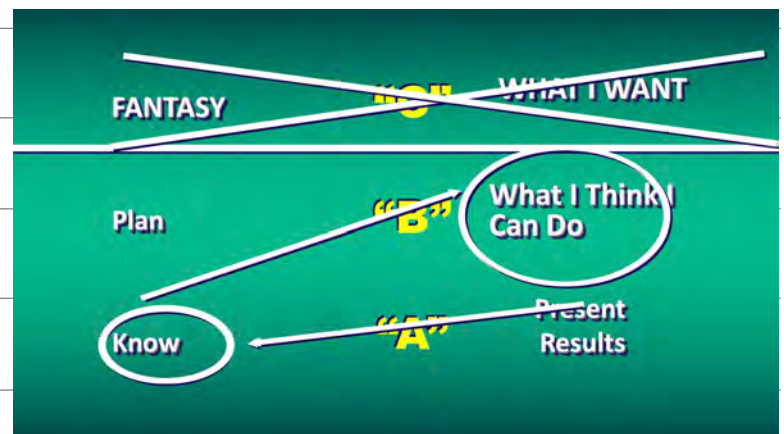 FANTASY
"C"
WHAT I WANT
Plan
"B"
What I Think I
Can Do
Know
"A"
Present
Results